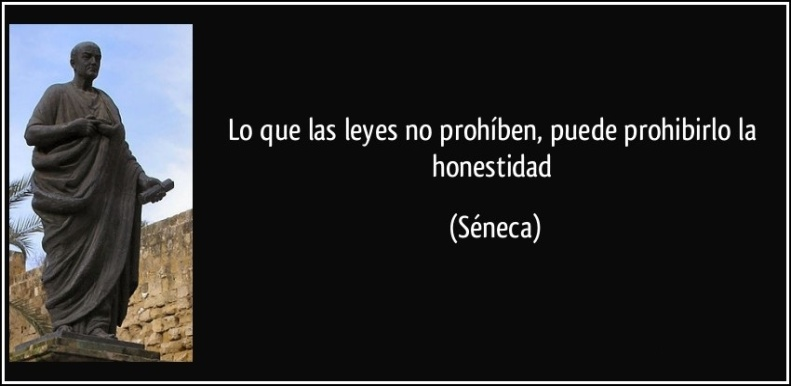 Lo que las leyes no prohíben, puede prohibirlo la
honestidad
(Séneca)